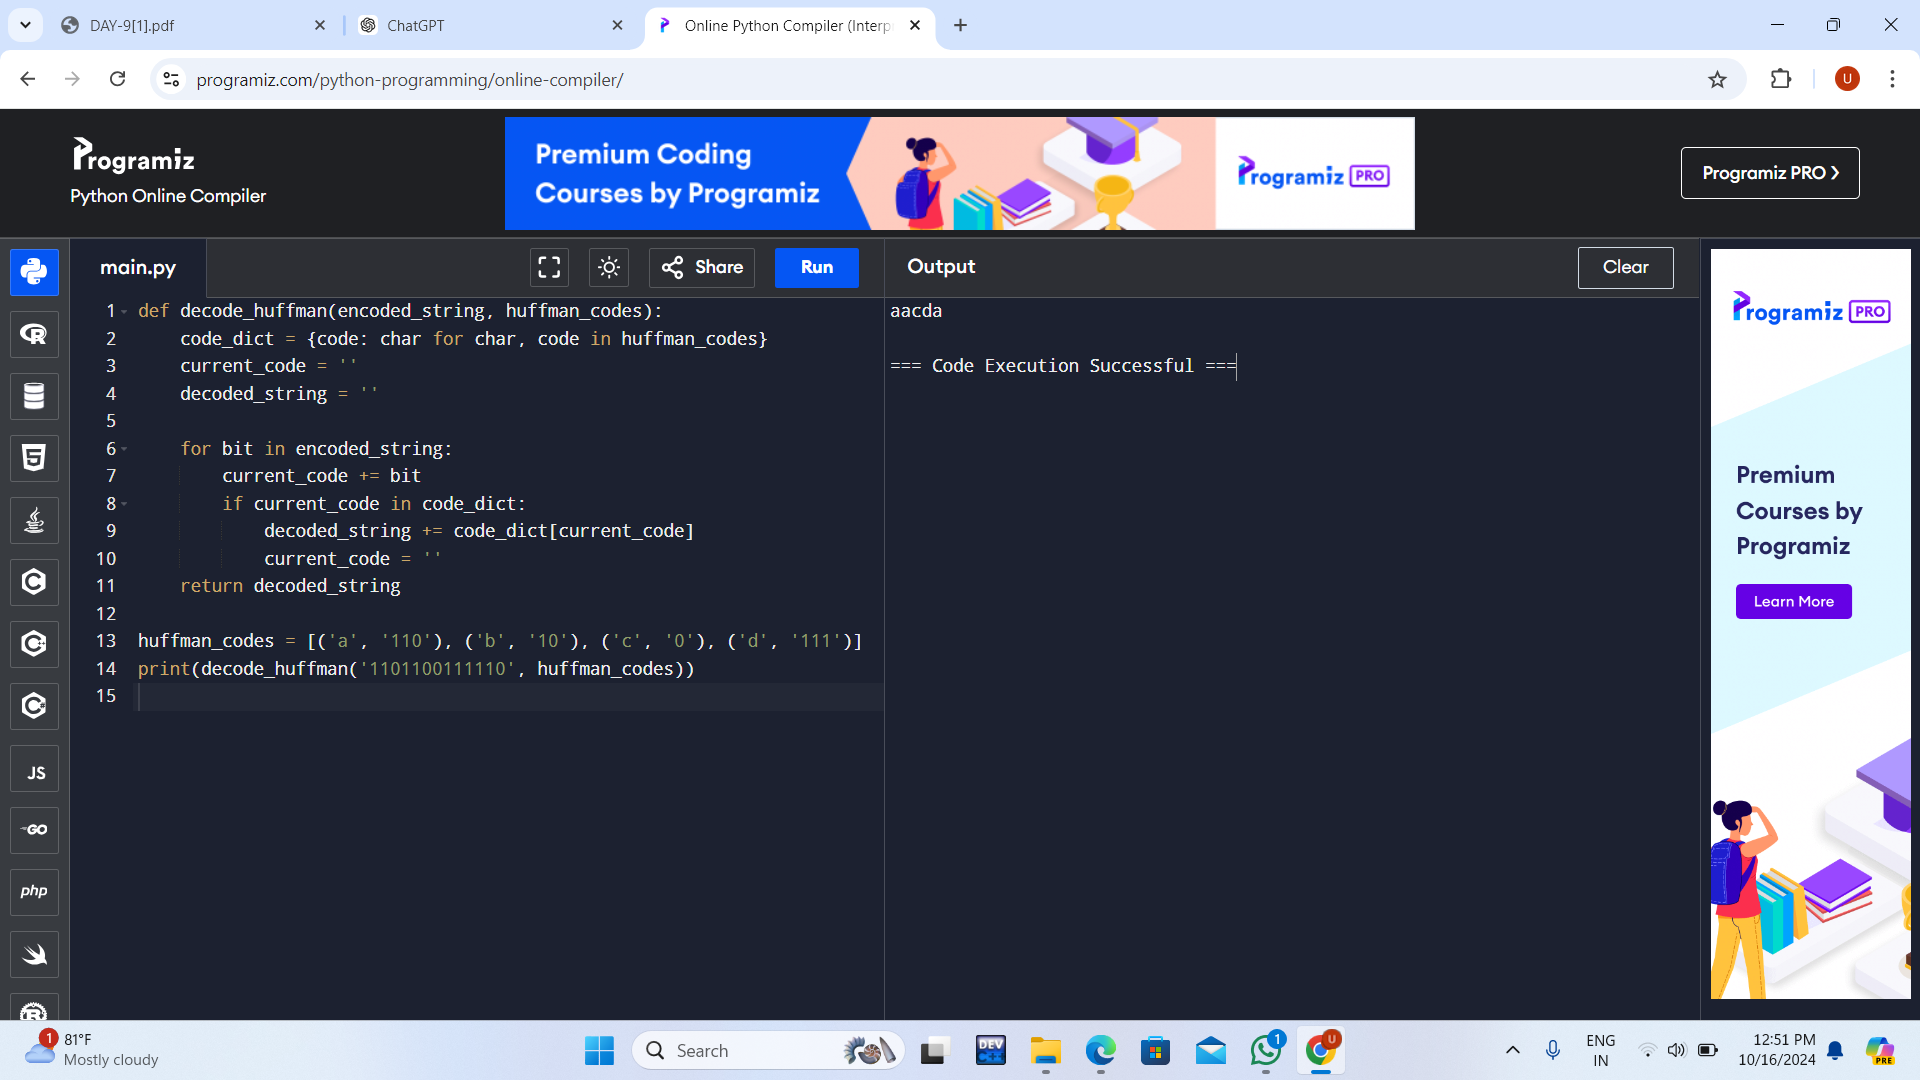 DAY-9[1].pdf
ChatGPT
Online Python Compiler (Interp
programiz.com/python-programming/online-compiler/
U
Programiz
Python Online Compiler
Premium Coding
Courses by Programiz
Programiz PRO
Programiz PRO ❯
main.py
Share
Run
Output
Clear
1 def decode_huffman(encoded_string, huffman_codes):
2     code_dict = {code: char for char, code in huffman_codes}
3     current_code = ''
4     decoded_string = ''
5
6     for bit in encoded_string:
7         current_code += bit
8         if current_code in code_dict:
9             decoded_string += code_dict[current_code]
10             current_code = ''
11     return decoded_string
12
13 huffman_codes = [('a', '110'), ('b', '10'), ('c', '0'), ('d', '111')]
14 print(decode_huffman('1101100111110', huffman_codes))
15
aacda
=== Code Execution Successful ===
JS
GO
php
Programiz PRO
Premium
Courses by
Programiz
Learn More
1
81°F
Mostly cloudy
Search
DEV
C++
1
U
ENG
IN
12:51 PM
10/16/2024
PRE